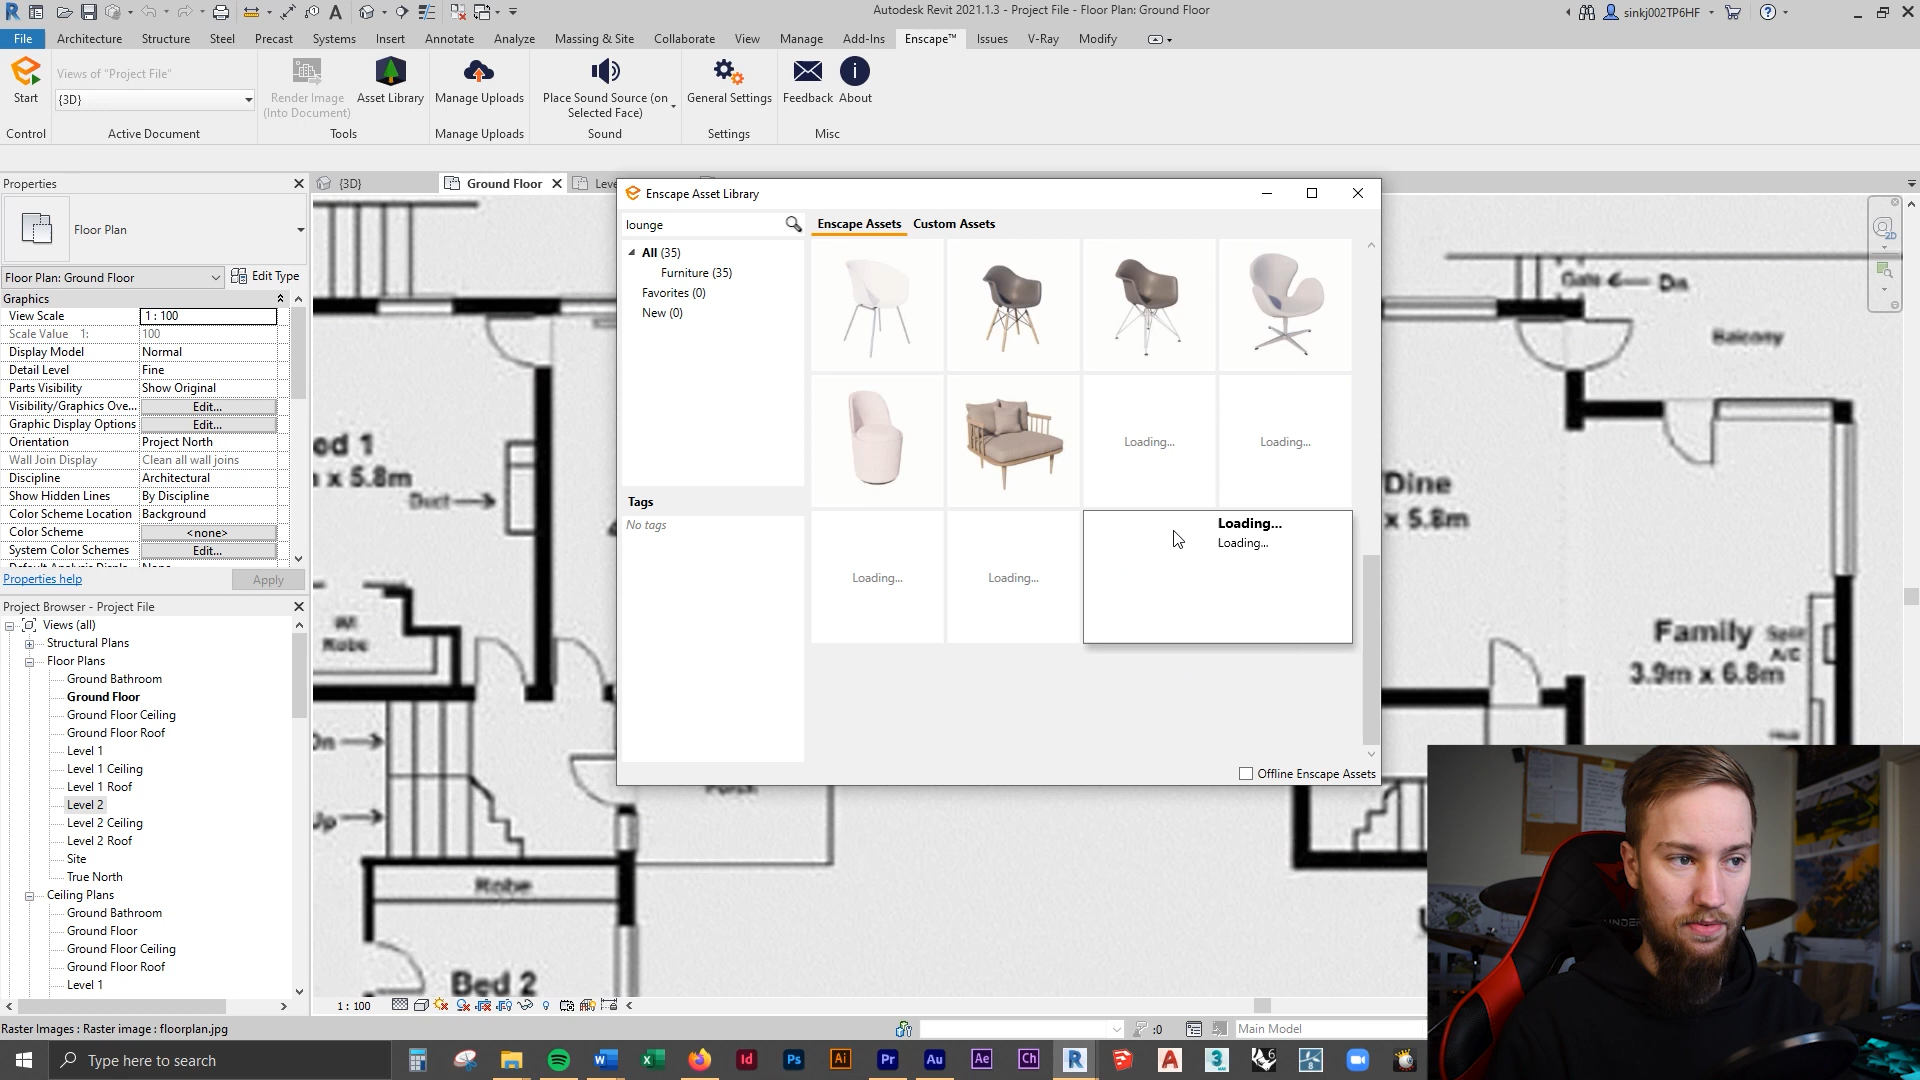 Autodesk Revit 2021.1.3 - Project File - Floor Plan: Ground Floor
sinkj002TP6HF
File Architecture Structure Steel Precast Systems Insert Annotate Analyze Massing & Site Collaborate View Manage Add-Ins Enscape™ Issues V-Ray Modify
Views of "Project File"
{3D}
Start
Render Image
(Into Document)
Asset Library
Manage Uploads
Place Sound Source (on
Selected Face)
General Settings
Feedback
About
Control Active Document Tools Manage Uploads Sound Settings Misc
Properties
{3D}
Ground Floor
Floor Plan
Floor Plan: Ground Floor
Edit Type
Graphics
View Scale 1 : 100
Scale Value 1: 100
Display Model Normal
Detail Level Fine
Parts Visibility Show Original
Visibility/Graphics Ove... Edit...
Graphic Display Options Edit...
Orientation Project North
Wall Join Display Clean all wall joins
Discipline Architectural
Show Hidden Lines By Discipline
Color Scheme Location Background
Color Scheme <none>
System Color Schemes Edit...
Properties help
Apply
Project Browser - Project File
Views (all)
Structural Plans
Floor Plans
Ground Bathroom
Ground Floor
Ground Floor Ceiling
Ground Floor Roof
Level 1
Level 1 Ceiling
Level 1 Roof
Level 2
Level 2 Ceiling
Level 2 Roof
Site
True North
Ceiling Plans
Ground Bathroom
Ground Floor
Ground Floor Ceiling
Ground Floor Roof
Level 1
Enscape Asset Library
lounge
Enscape Assets Custom Assets
All (35)
Furniture (35)
Favorites (0)
New (0)
Tags
No tags
Loading...
Loading...
Loading...
Loading...
Loading...
Loading...
Offline Enscape Assets
Gate Dn
Balcony
ed 1
x 5.8m
Duct
Robe
Dine
x 5.8m
Family Split
A/C
3.9m x 6.8m
Dn
Up
Porch
Robe
Bed 2
1 : 100
Raster Images : Raster image : floorplan.jpg
:0
Main Model
Type here to search